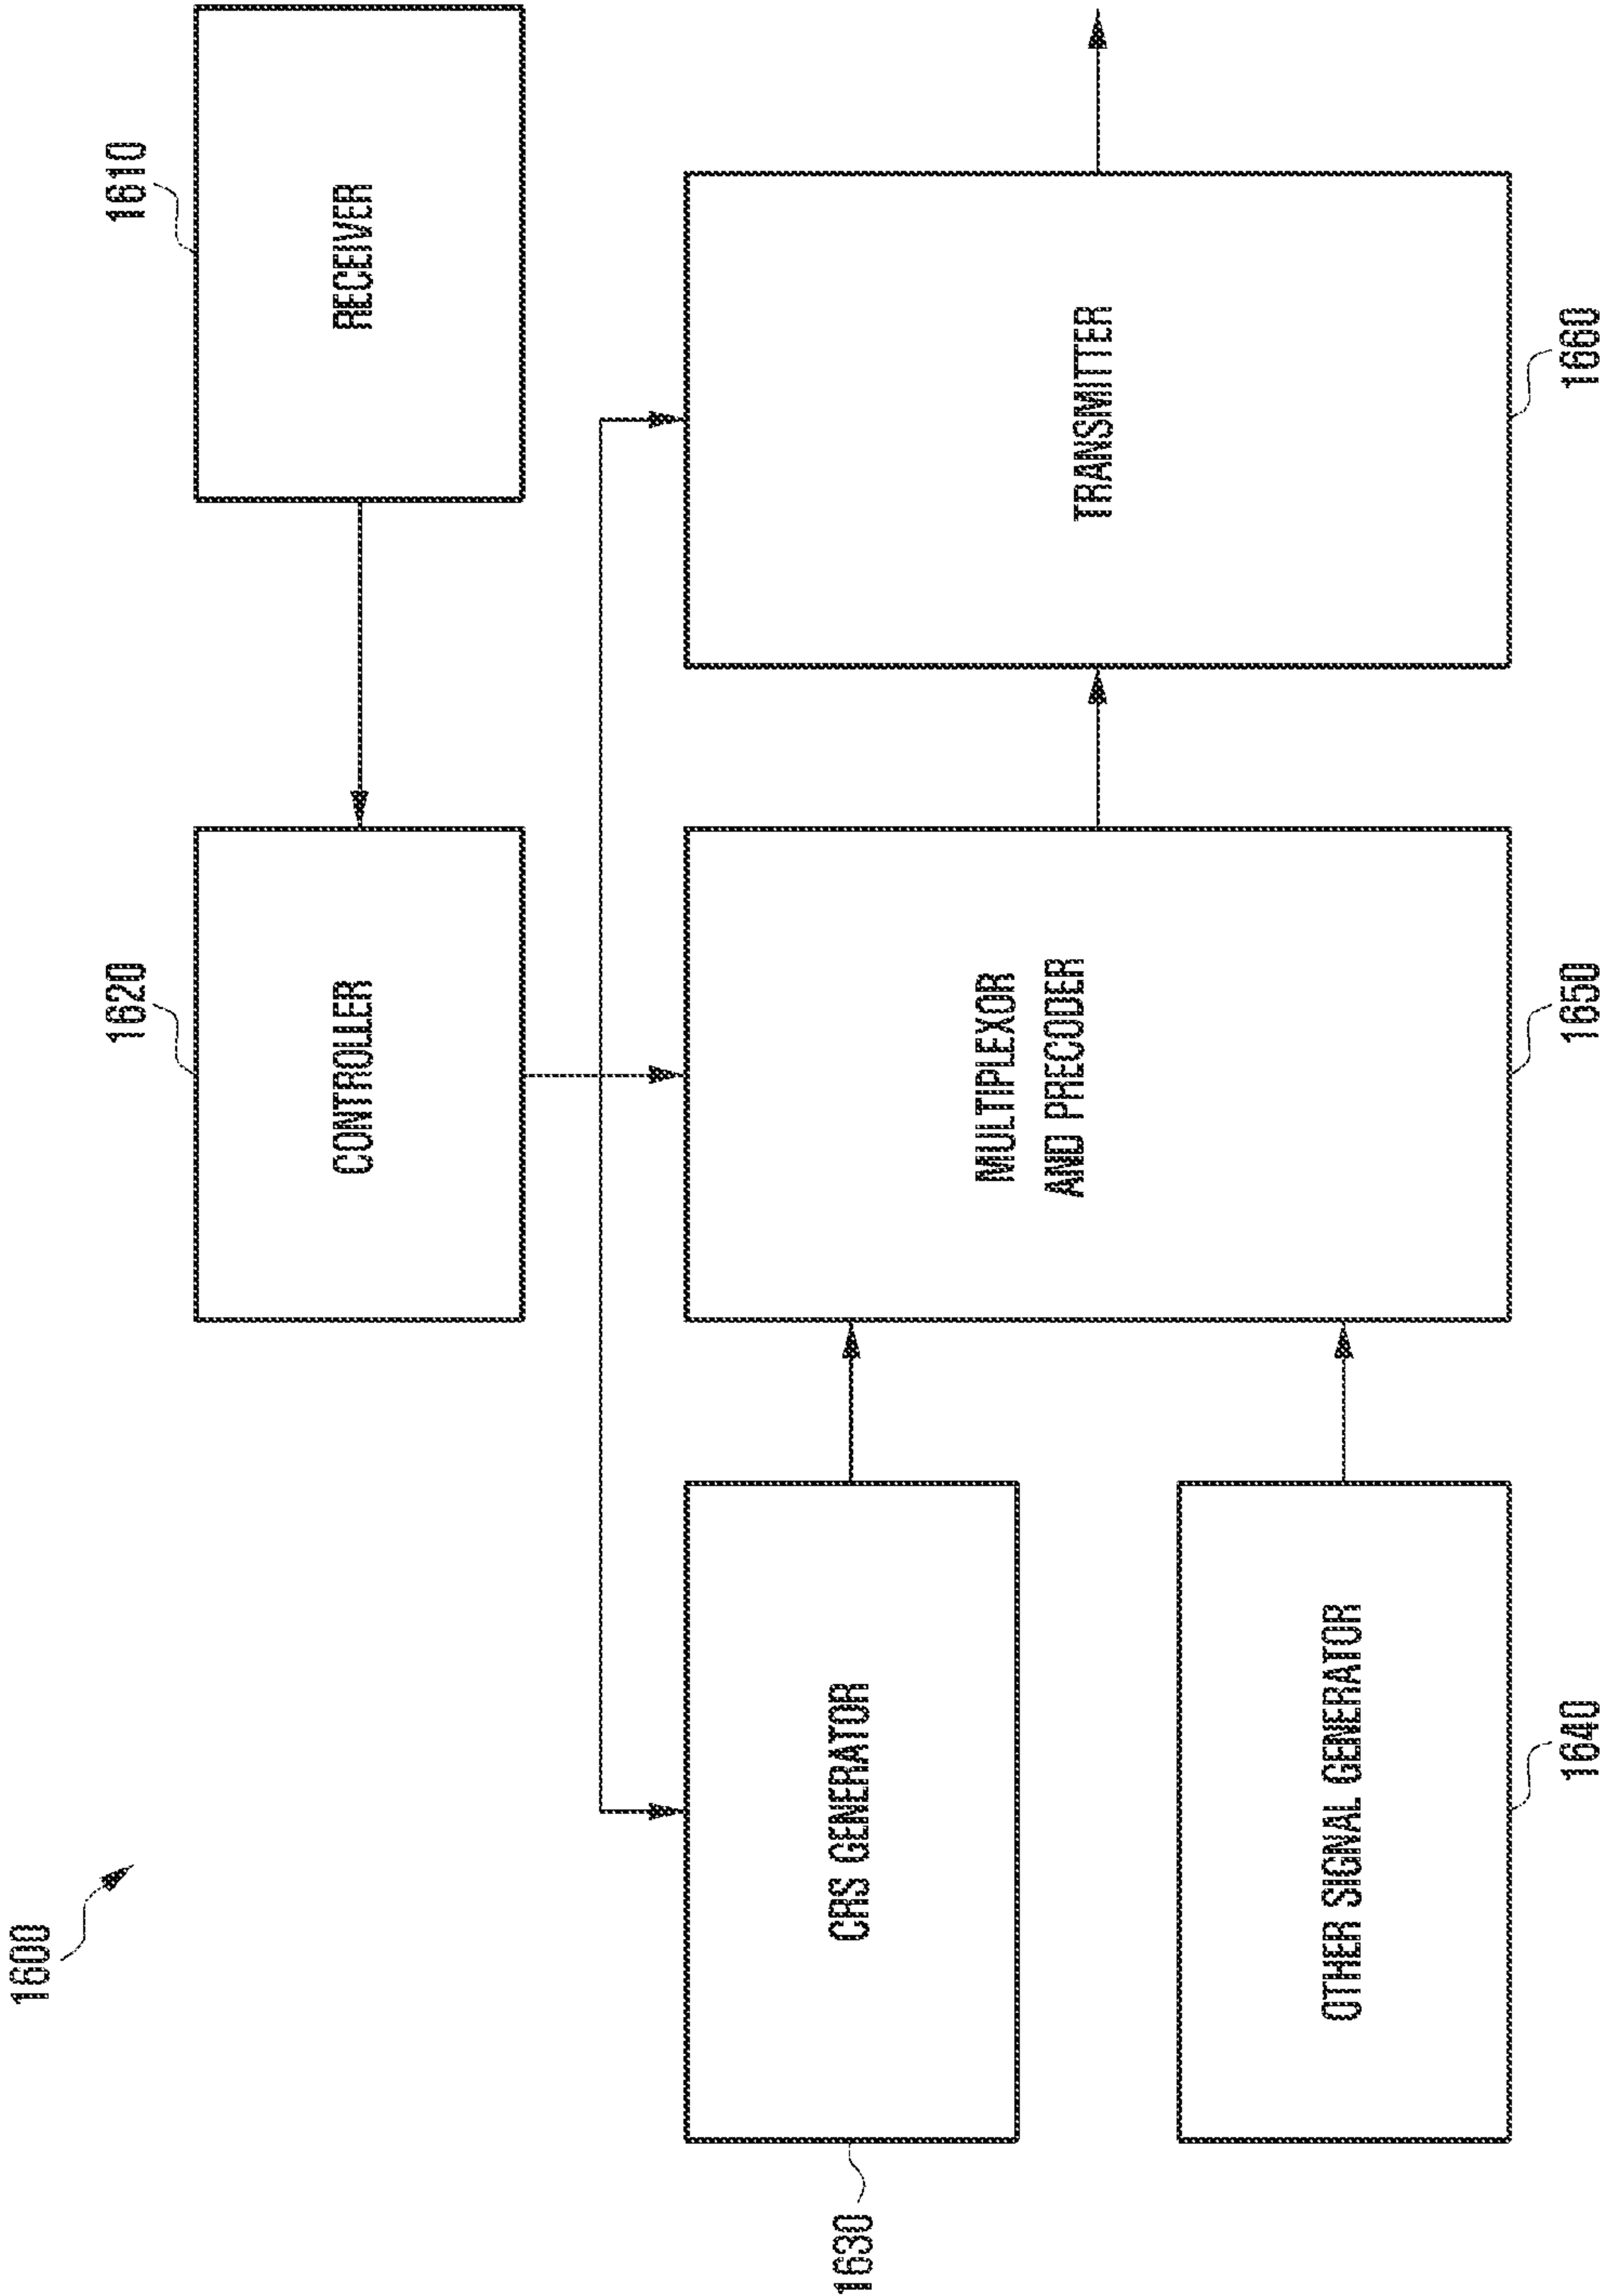 1600
1620
1610
CONTROLLER
RECEIVER
1630
CRS GENERATOR
MULTIPLEXOR
AND PRECODER
TRANSMITTER
OTHER SIGNAL GENERATOR
1640
1650
1660